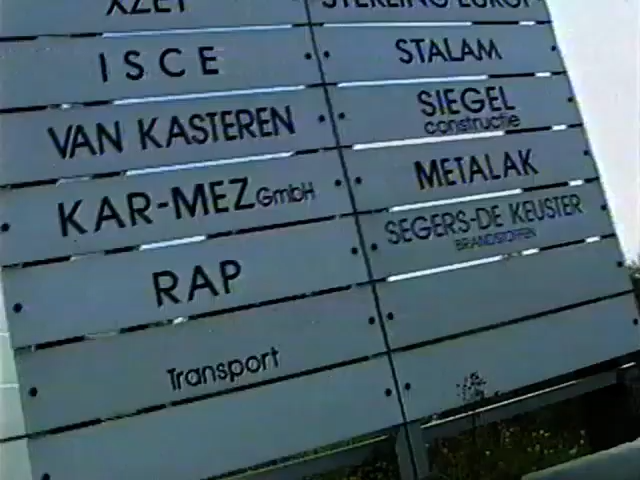 XZET
ISCE
VAN KASTEREN
KAR-MEZ GmbH
RAP
Transport
STERLING EUROP
STALAM
SIEGEL
constructie
METALAK
SEGERS-DE KEUSTER
BRANDSTOFFEN